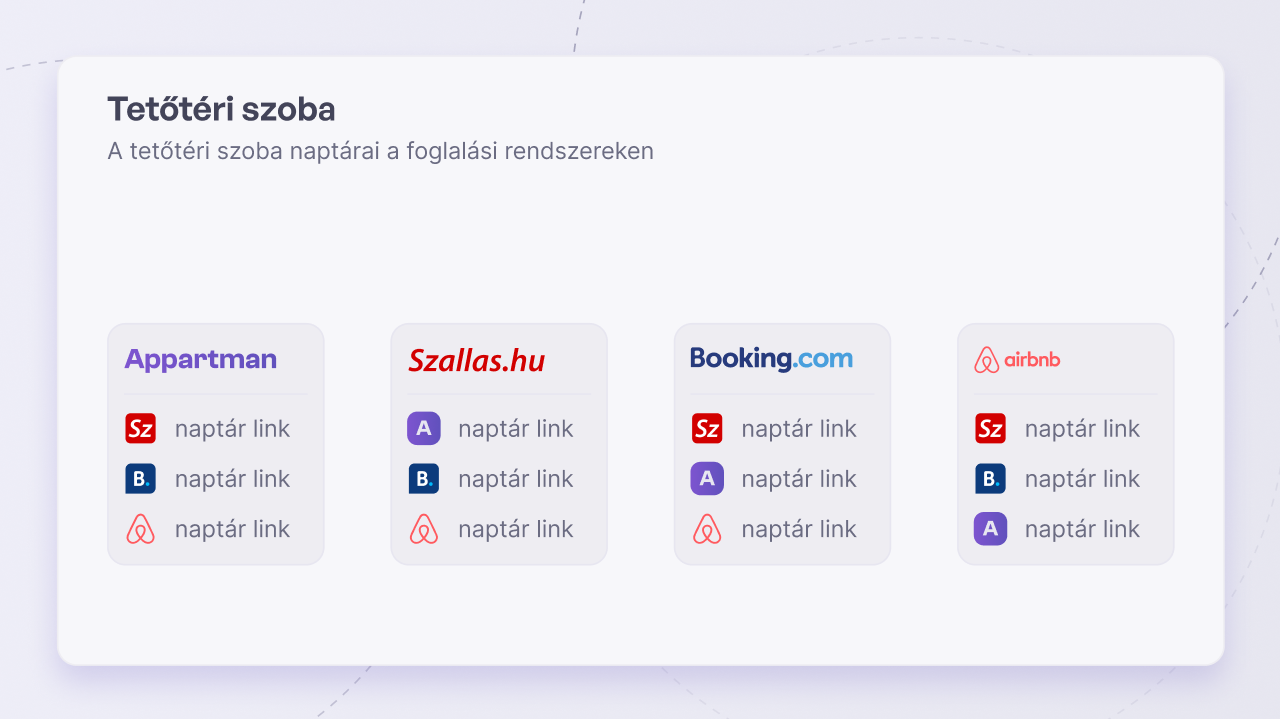 Tetőtéri szoba
A tetőtéri szoba naptárai a foglalási rendszereken
Appartman
Sz naptár link
B. naptár link
naptár link
Szallas.hu
A naptár link
B. naptár link
naptár link
Booking.com
Sz naptár link
A naptár link
naptár link
airbnb
Sz naptár link
B. naptár link
A naptár link